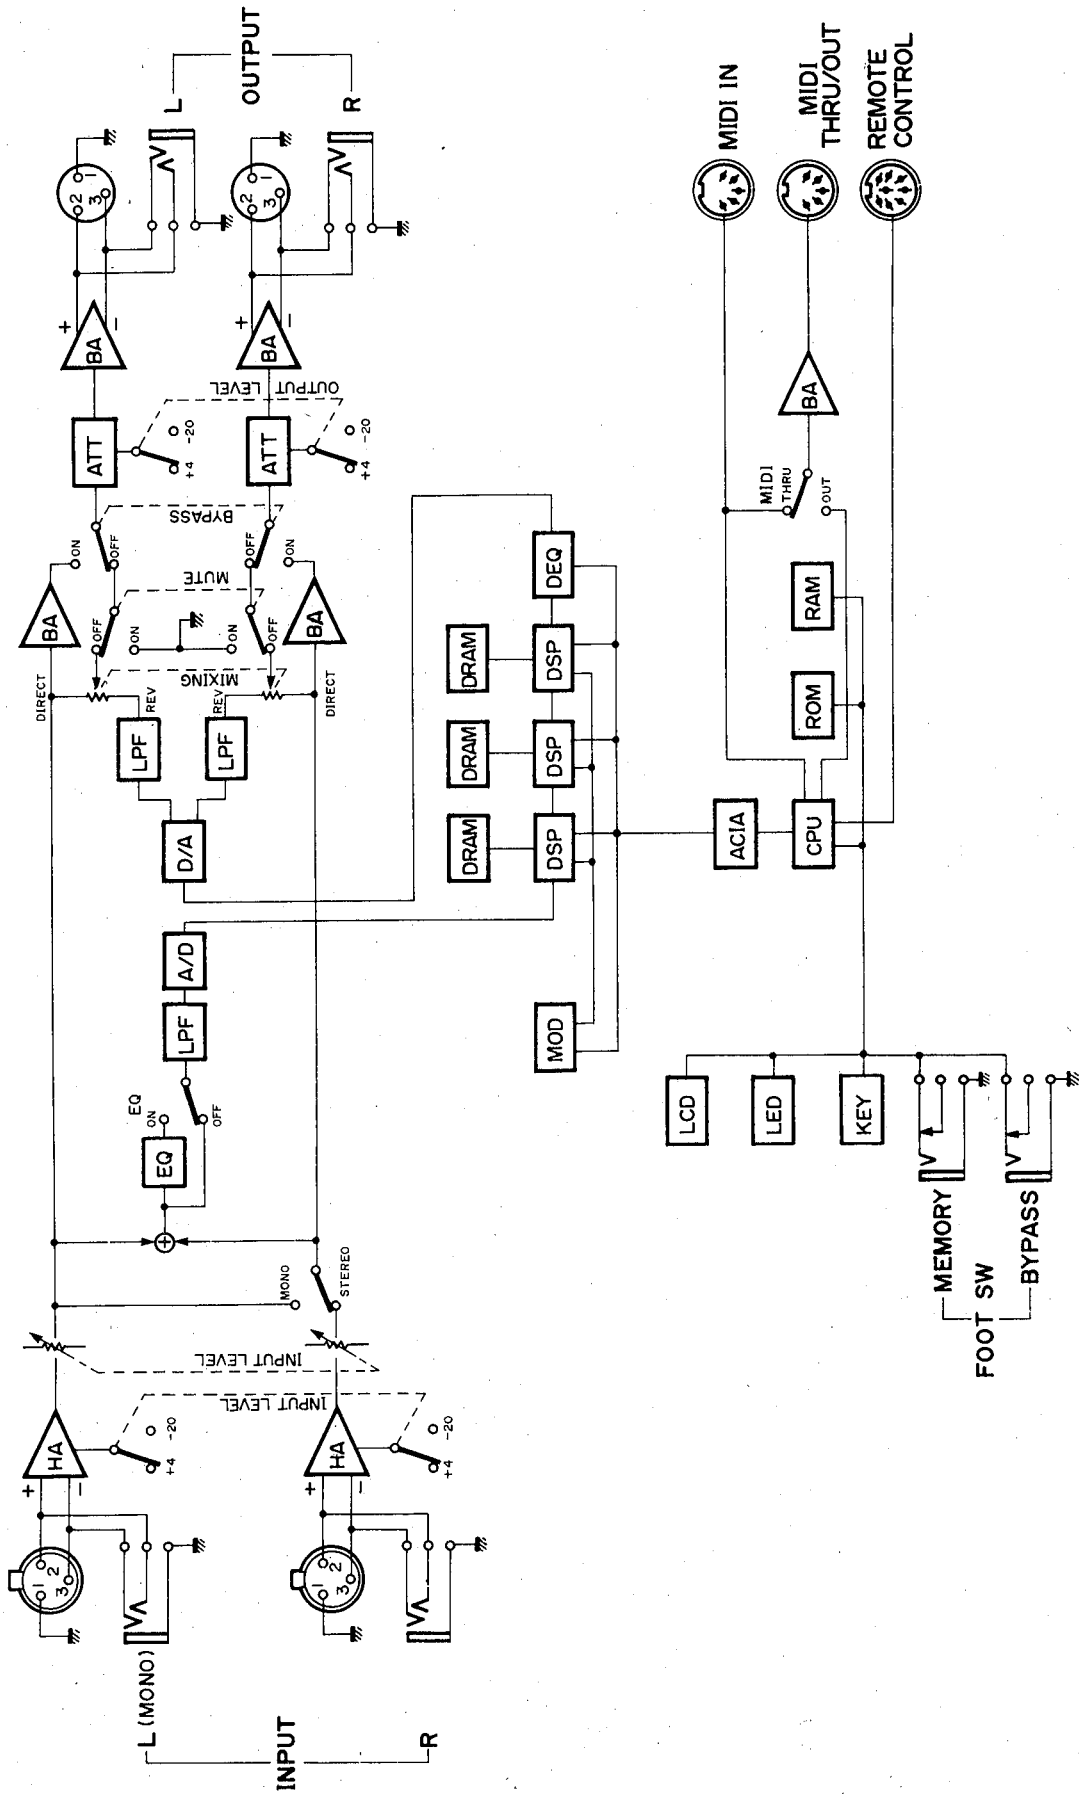 INPUT
L (MONO)
R
1
2
3
+
-
HA
+4
-20
INPUT LEVEL
INPUT LEVEL
1
2
3
+
-
HA
+4
-20
MONO
STEREO
+
EQ
EQ
ON
OFF
LPF
A/D
D/A
LPF
LPF
DIRECT
REV
REV
DIRECT
MIXING
BA
BA
OFF
ON
ON
OFF
MUTE
ON
OFF
OFF
ON
BYPASS
ATT
+4
-20
ATT
+4
-20
OUTPUT LEVEL
BA
+
-
BA
+
-
2
1
3
2
1
3
L
R
OUTPUT
MOD
DRAM
DRAM
DRAM
DSP
DSP
DSP
DEQ
ACIA
CPU
ROM
RAM
MIDI
THRU
OUT
BA
MIDI IN
MIDI
THRU/OUT
REMOTE
CONTROL
LCD
LED
KEY
MEMORY
FOOT SW
BYPASS